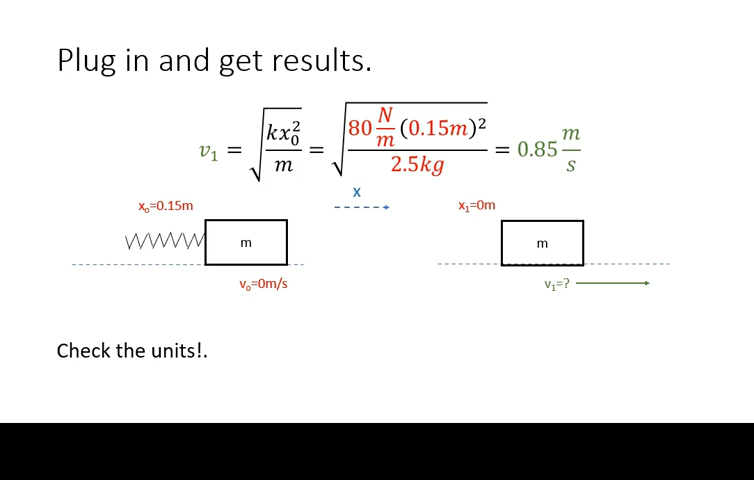 Plug in and get results.
v₁ = √(kx₀²/m) = √(80 N/m (0.15m)²/2.5kg) = 0.85 m/s
x
x₀=0.15m
x₁=0m
m
m
v₀=0m/s
v₁=?
Check the units!.